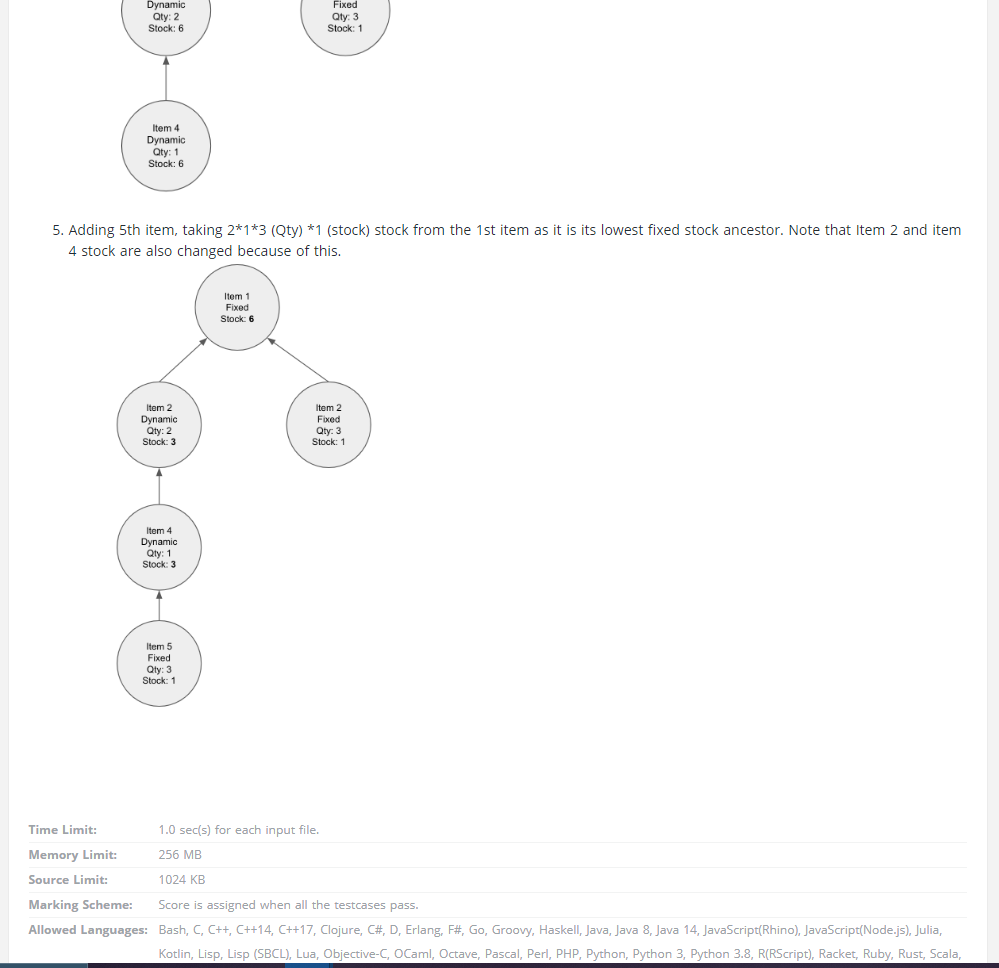 Dynamic
Qty: 2
Stock: 6
Fixed
Qty: 3
Stock: 1
Item 4
Dynamic
Qty: 1
Stock: 6
5. Adding 5th item, taking 2*1*3 (Qty) *1 (stock) stock from the 1st item as it is its lowest fixed stock ancestor. Note that Item 2 and item
4 stock are also changed because of this.
Item 1
Fixed
Stock: 6
Item 2
Dynamic
Qty: 2
Stock: 3
Item 2
Fixed
Qty: 3
Stock: 1
Item 4
Dynamic
Qty: 1
Stock: 3
Item 5
Fixed
Qty: 3
Stock: 1
Time Limit: 1.0 sec(s) for each input file.
Memory Limit: 256 MB
Source Limit: 1024 KB
Marking Scheme: Score is assigned when all the testcases pass.
Allowed Languages: Bash, C, C++, C++14, C++17, Clojure, C#, D, Erlang, F#, Go, Groovy, Haskell, Java, Java 8, Java 14, JavaScript(Rhino), JavaScript(Node.js), Julia,
Kotlin, Lisp, Lisp (SBCL), Lua, Objective-C, OCaml, Octave, Pascal, Perl, PHP, Python, Python 3, Python 3.8, R(RScript), Racket, Ruby, Rust, Scala,